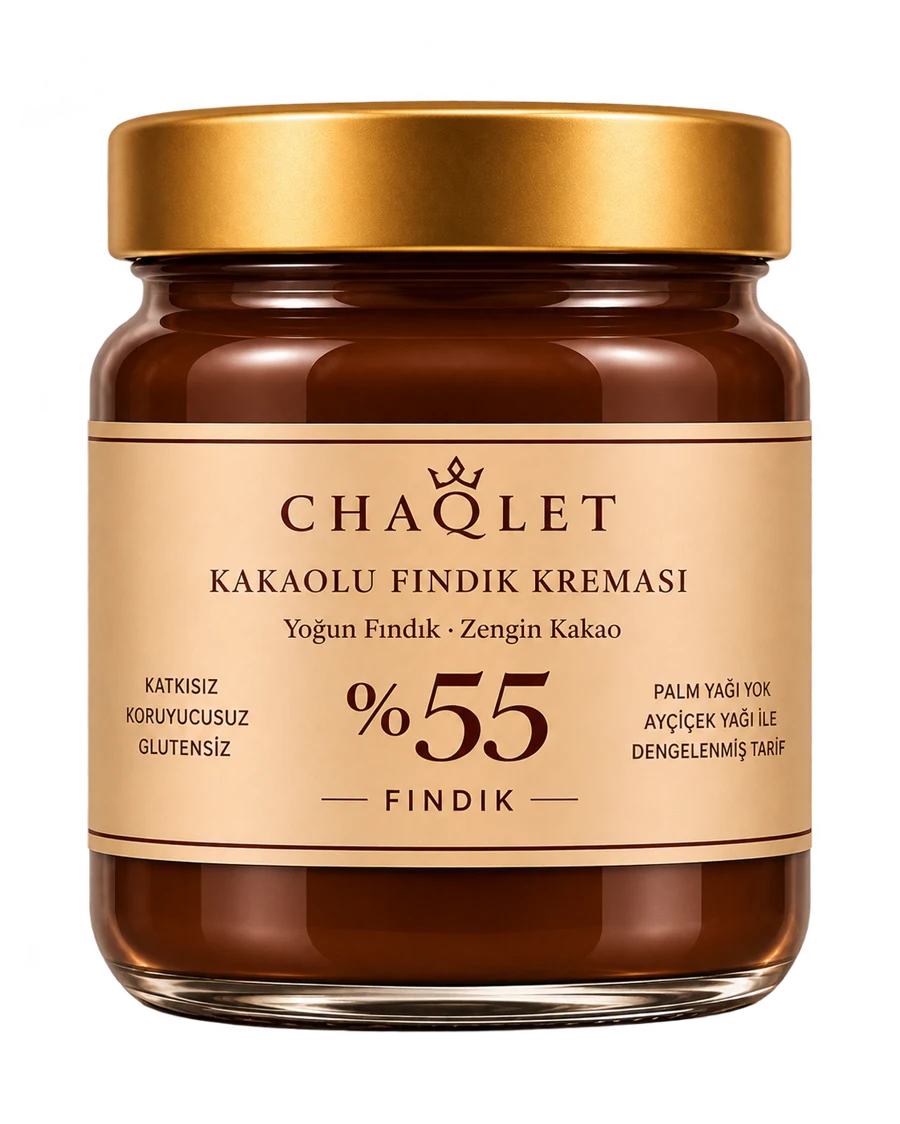 CHAQLET
KAKAOLU FINDIK KREMASI
Yoğun Fındık · Zengin Kakao
KATKISIZ
KORUYUCUSUZ
GLUTENSİZ
%55
FINDIK
PALM YAĞI YOK
AYÇİÇEK YAĞI İLE
DENGELENMİŞ TARİF